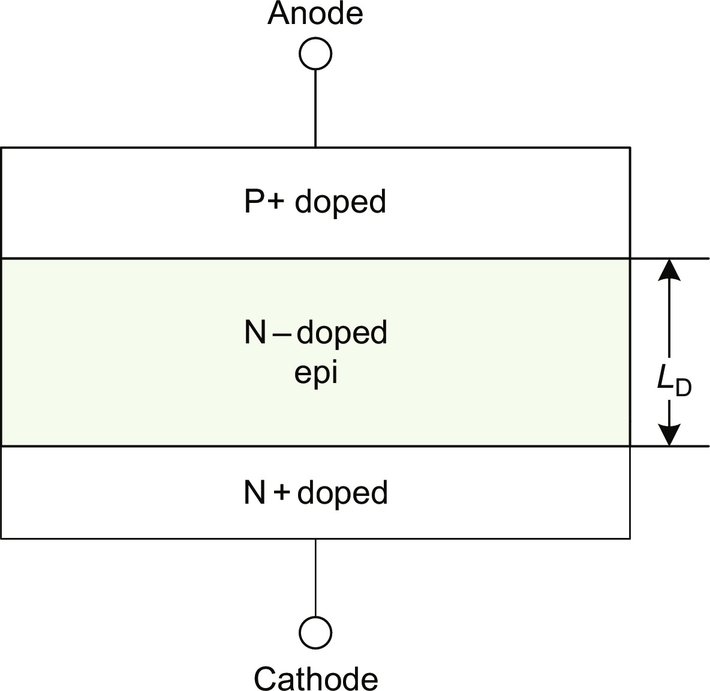 Anode
P+ doped
N–doped
epi
L_D
N+doped
Cathode